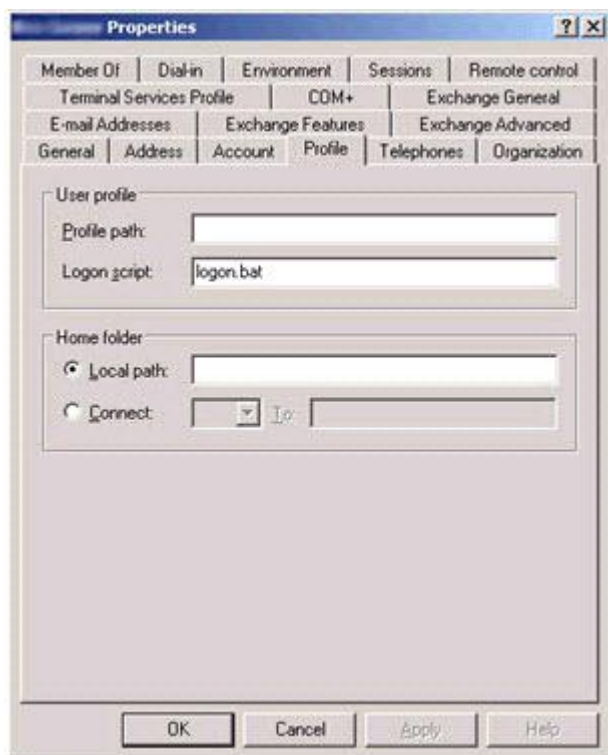 Properties
Member Of Dial-in Environment Sessions Remote control
Terminal Services Profile COM+ Exchange General
E-mail Addresses Exchange Features Exchange Advanced
General Address Account Profile Telephones Organization
User profile
Profile path:
Logon script: logon.bat
Home folder
Local path:
Connect: To:
OK Cancel Apply Help